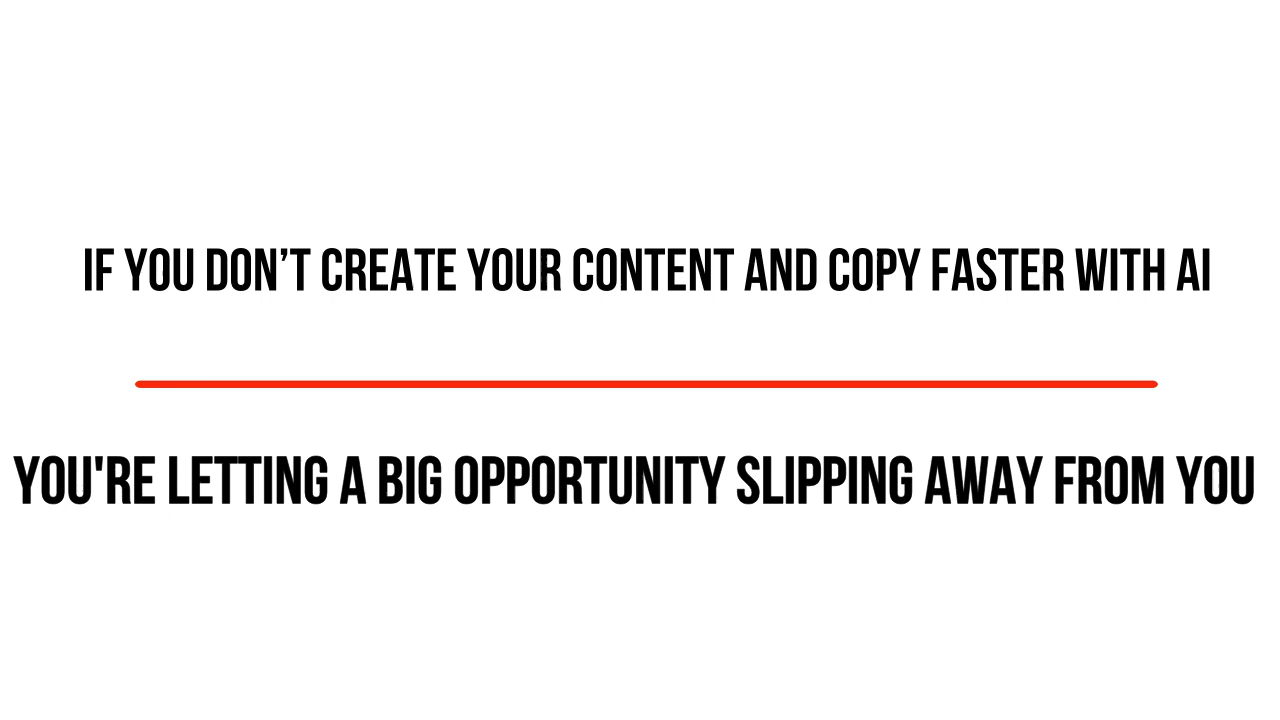 IF YOU DON’T CREATE YOUR CONTENT AND COPY FASTER WITH AI
YOU'RE LETTING A BIG OPPORTUNITY SLIPPING AWAY FROM YOU